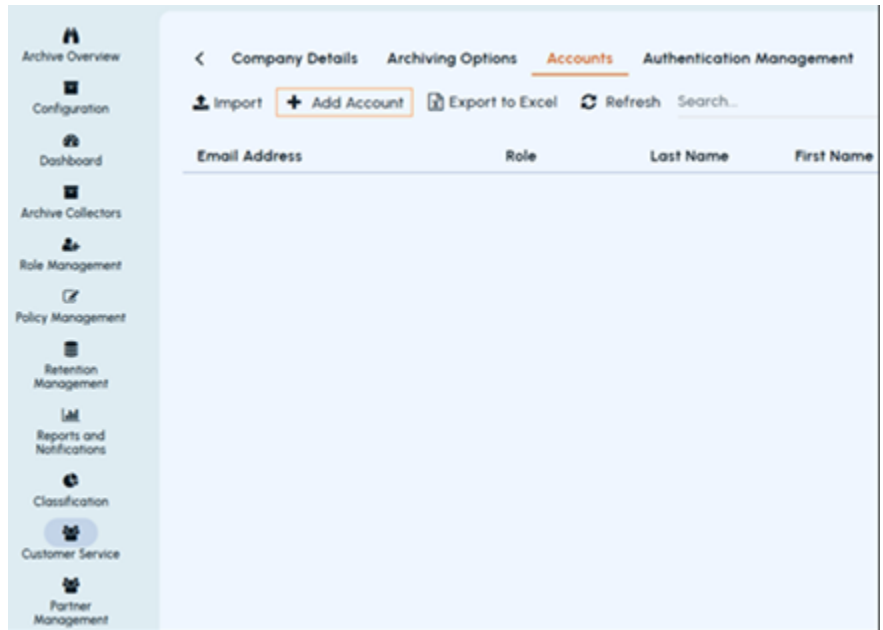 Archive Overview
Configuration
Dashboard
Archive Collectors
Role Management
Policy Management
Retention
Management
Reports and
Notifications
Classification
Customer Service
Partner
Management
Company Details Archiving Options Accounts Authentication Management
Import Add Account Export to Excel Refresh Search...
Email Address Role Last Name First Name